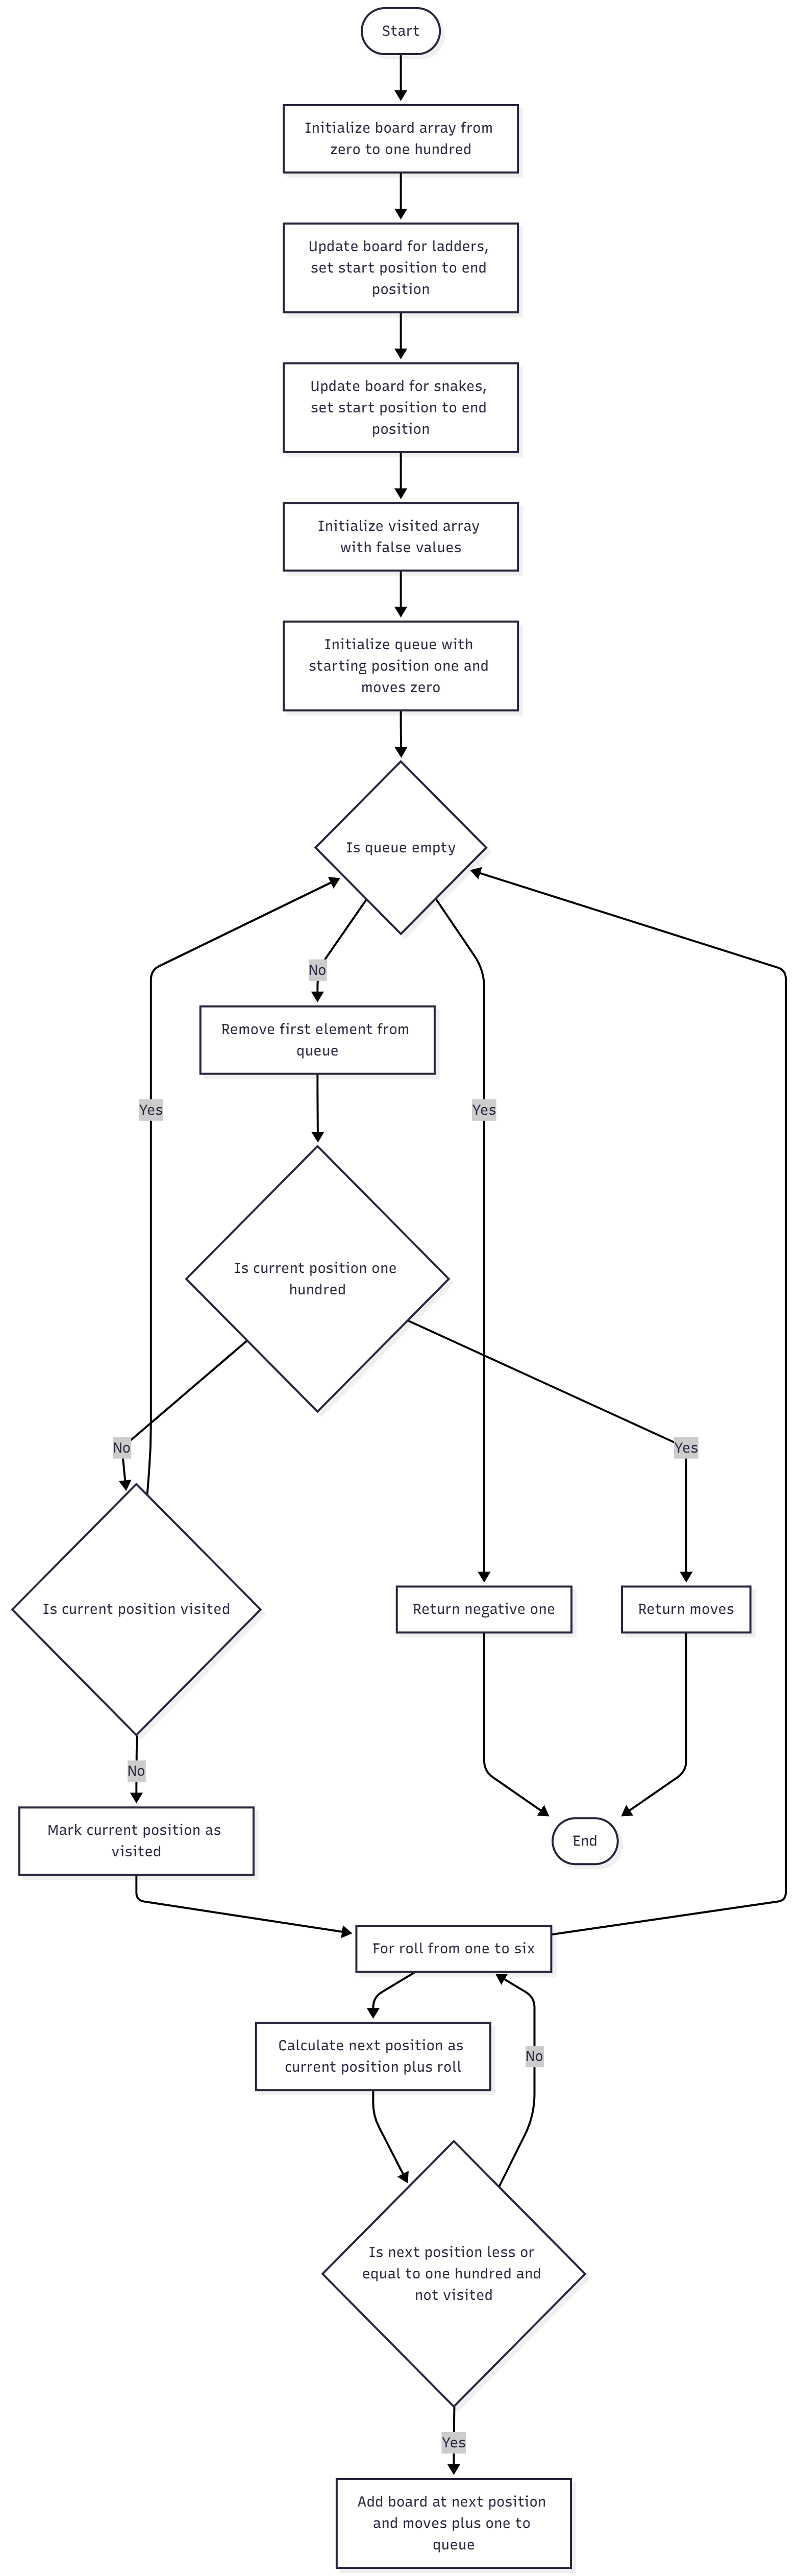 Start
Initialize board array from
zero to one hundred
Update board for ladders,
set start position to end
position
Update board for snakes,
set start position to end
position
Initialize visited array
with false values
Initialize queue with
starting position one and
moves zero
Is queue empty
No
Remove first element from
queue
Yes
Yes
Is current position one
hundred
No
Yes
Is current position visited
Return negative one
Return moves
No
Mark current position as
visited
End
For roll from one to six
Calculate next position as
current position plus roll
No
Is next position less or
equal to one hundred and
not visited
Yes
Add board at next position
and moves plus one to
queue